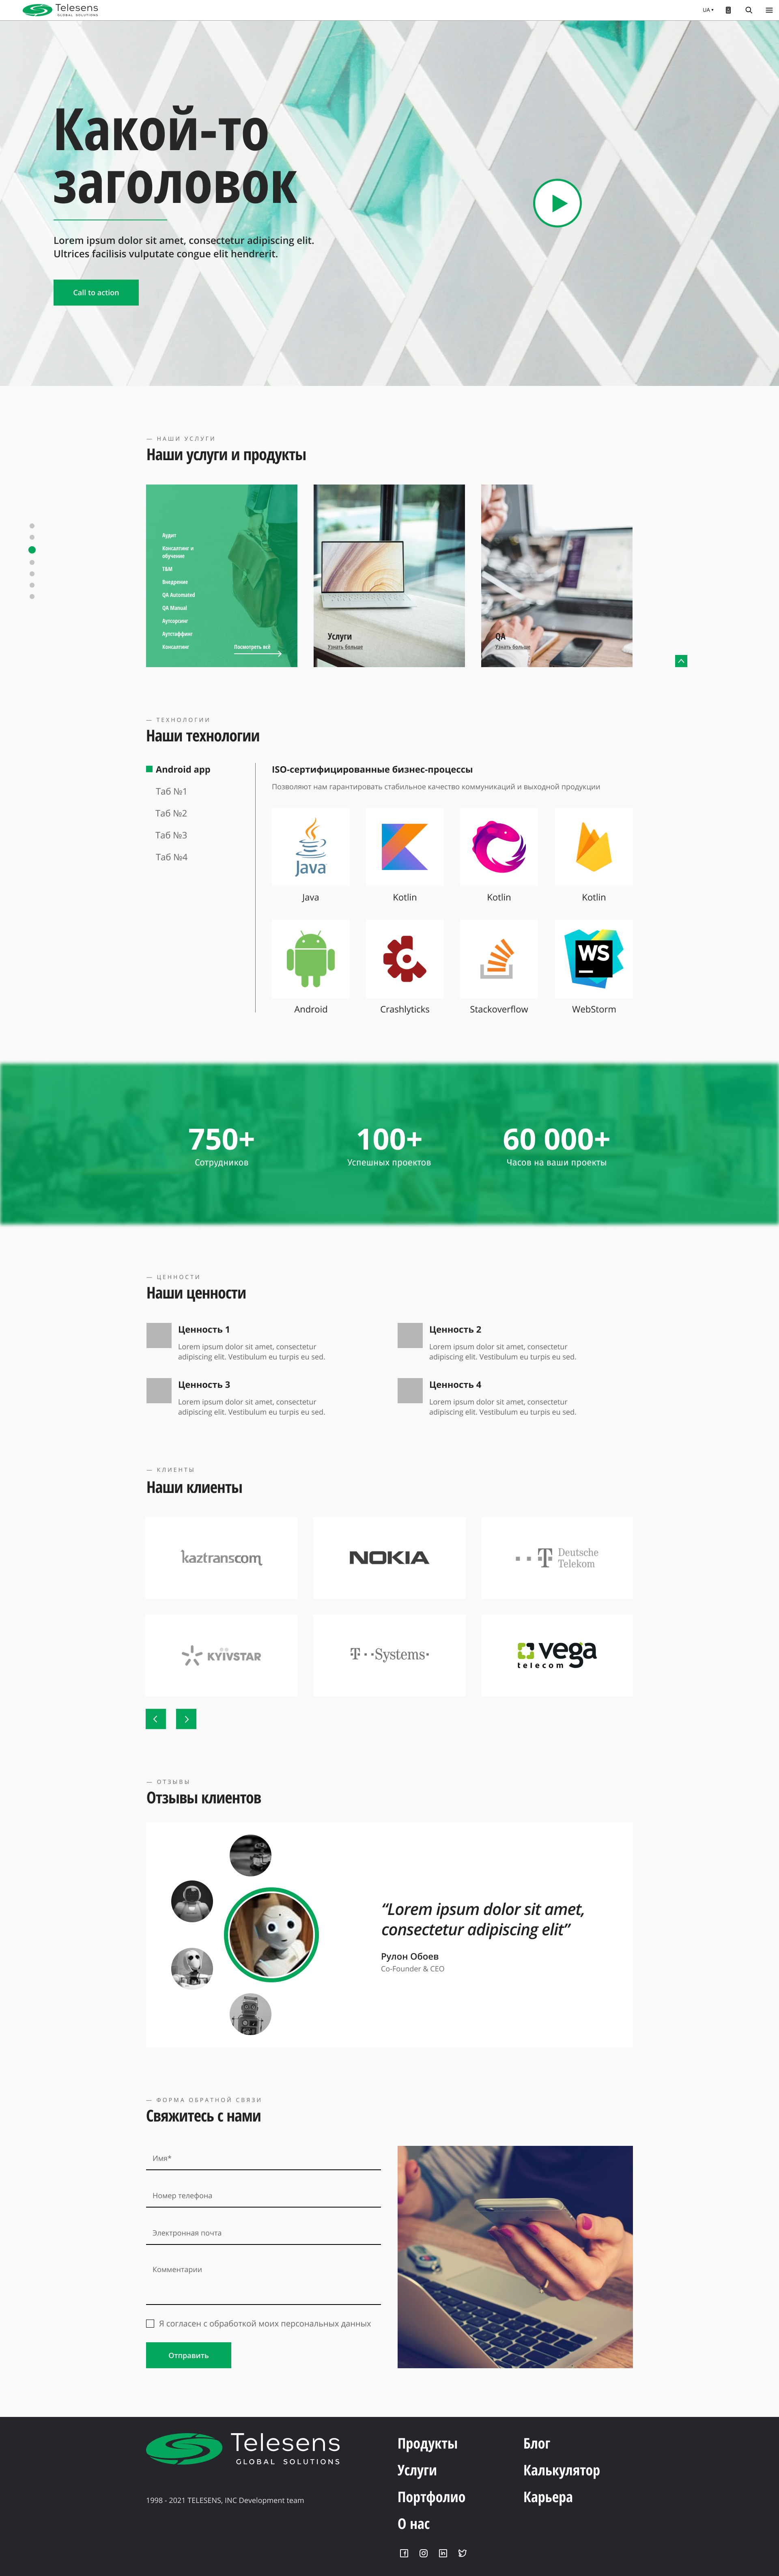 Telesens
GLOBAL SOLUTIONS
UA
Какой-то
заголовок
Lorem ipsum dolor sit amet, consectetur adipiscing elit.
Ultrices facilisis vulputate congue elit hendrerit.
Call to action
— НАШИ УСЛУГИ
Наши услуги и продукты
Аудит
Консалтинг и
обучение
T&M
Внедрение
QA Automated
QA Manual
Аутсорсинг
Аутстаффинг
Консалтинг
Посмотреть всё
Услуги
Узнать больше
QA
Узнать больше
— ТЕХНОЛОГИИ
Наши технологии
Android app
Таб №1
Таб №2
Таб №3
Таб №4
ISO-сертифицированные бизнес-процессы
Позволяют нам гарантировать стабильное качество коммуникаций и выходной продукции
Java
WS
Java
Kotlin
Kotlin
Kotlin
Android
Crashlyticks
Stackoverflow
WebStorm
750+
Сотрудников
100+
Успешных проектов
60 000+
Часов на ваши проекты
— ЦЕННОСТИ
Наши ценности
Ценность 1
Lorem ipsum dolor sit amet, consectetur
adipiscing elit. Vestibulum eu turpis eu sed.
Ценность 2
Lorem ipsum dolor sit amet, consectetur
adipiscing elit. Vestibulum eu turpis eu sed.
Ценность 3
Lorem ipsum dolor sit amet, consectetur
adipiscing elit. Vestibulum eu turpis eu sed.
Ценность 4
Lorem ipsum dolor sit amet, consectetur
adipiscing elit. Vestibulum eu turpis eu sed.
— КЛИЕНТЫ
Наши клиенты
kaztranscom
NOKIA
T Deutsche
Telekom
KYIVSTAR
T Systems
vega
telecom
— ОТЗЫВЫ
Отзывы клиентов
“Lorem ipsum dolor sit amet,
consectetur adipiscing elit”
Рулон Обоев
Co-Founder & CEO
— ФОРМА ОБРАТНОЙ СВЯЗИ
Свяжитесь с нами
Имя*
Номер телефона
Электронная почта
Комментарии
Я согласен с обработкой моих персональных данных
Отправить
Telesens
GLOBAL SOLUTIONS
1998 - 2021 TELESENS, INC Development team
Продукты
Услуги
Портфолио
О нас
Блог
Калькулятор
Карьера